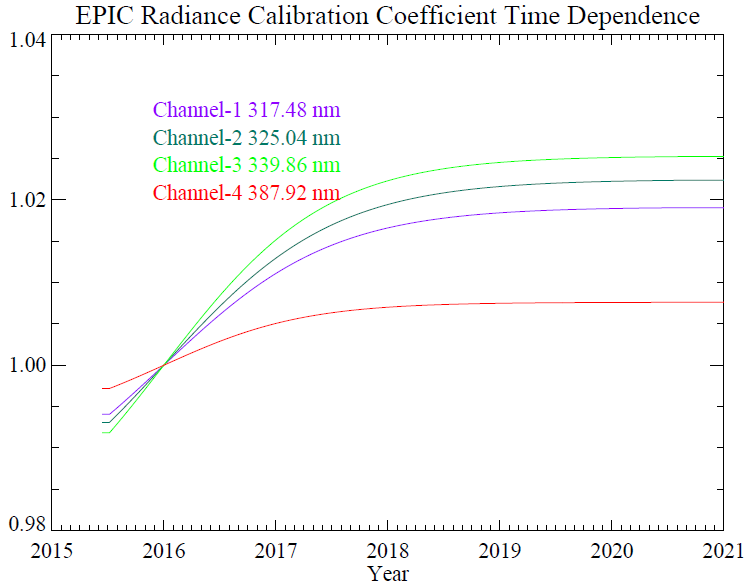 EPIC Radiance Calibration Coefficient Time Dependence
1.04
Channel-1 317.48 nm
Channel-2 325.04 nm
Channel-3 339.86 nm
Channel-4 387.92 nm
1.02
1.00
0.98
2015 2016 2017 2018 2019 2020 2021
Year